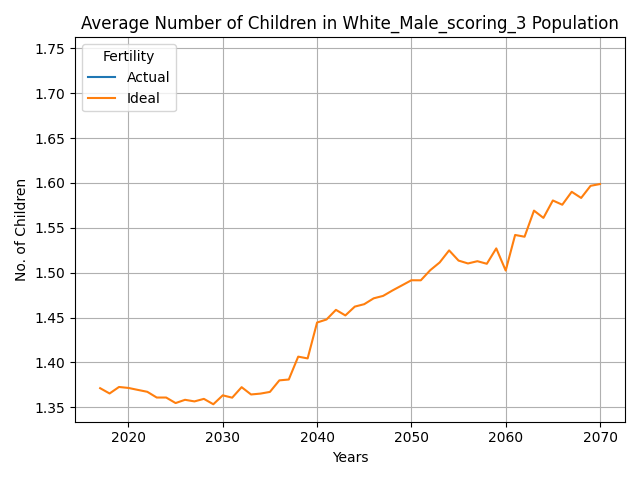 Average Number of Children in White_Male_scoring_3 Population
1.75
1.70
1.65
1.60
1.55
1.50
1.45
1.40
1.35
No. of Children
Fertility
Actual
Ideal
2020 2030 2040 2050 2060 2070
Years